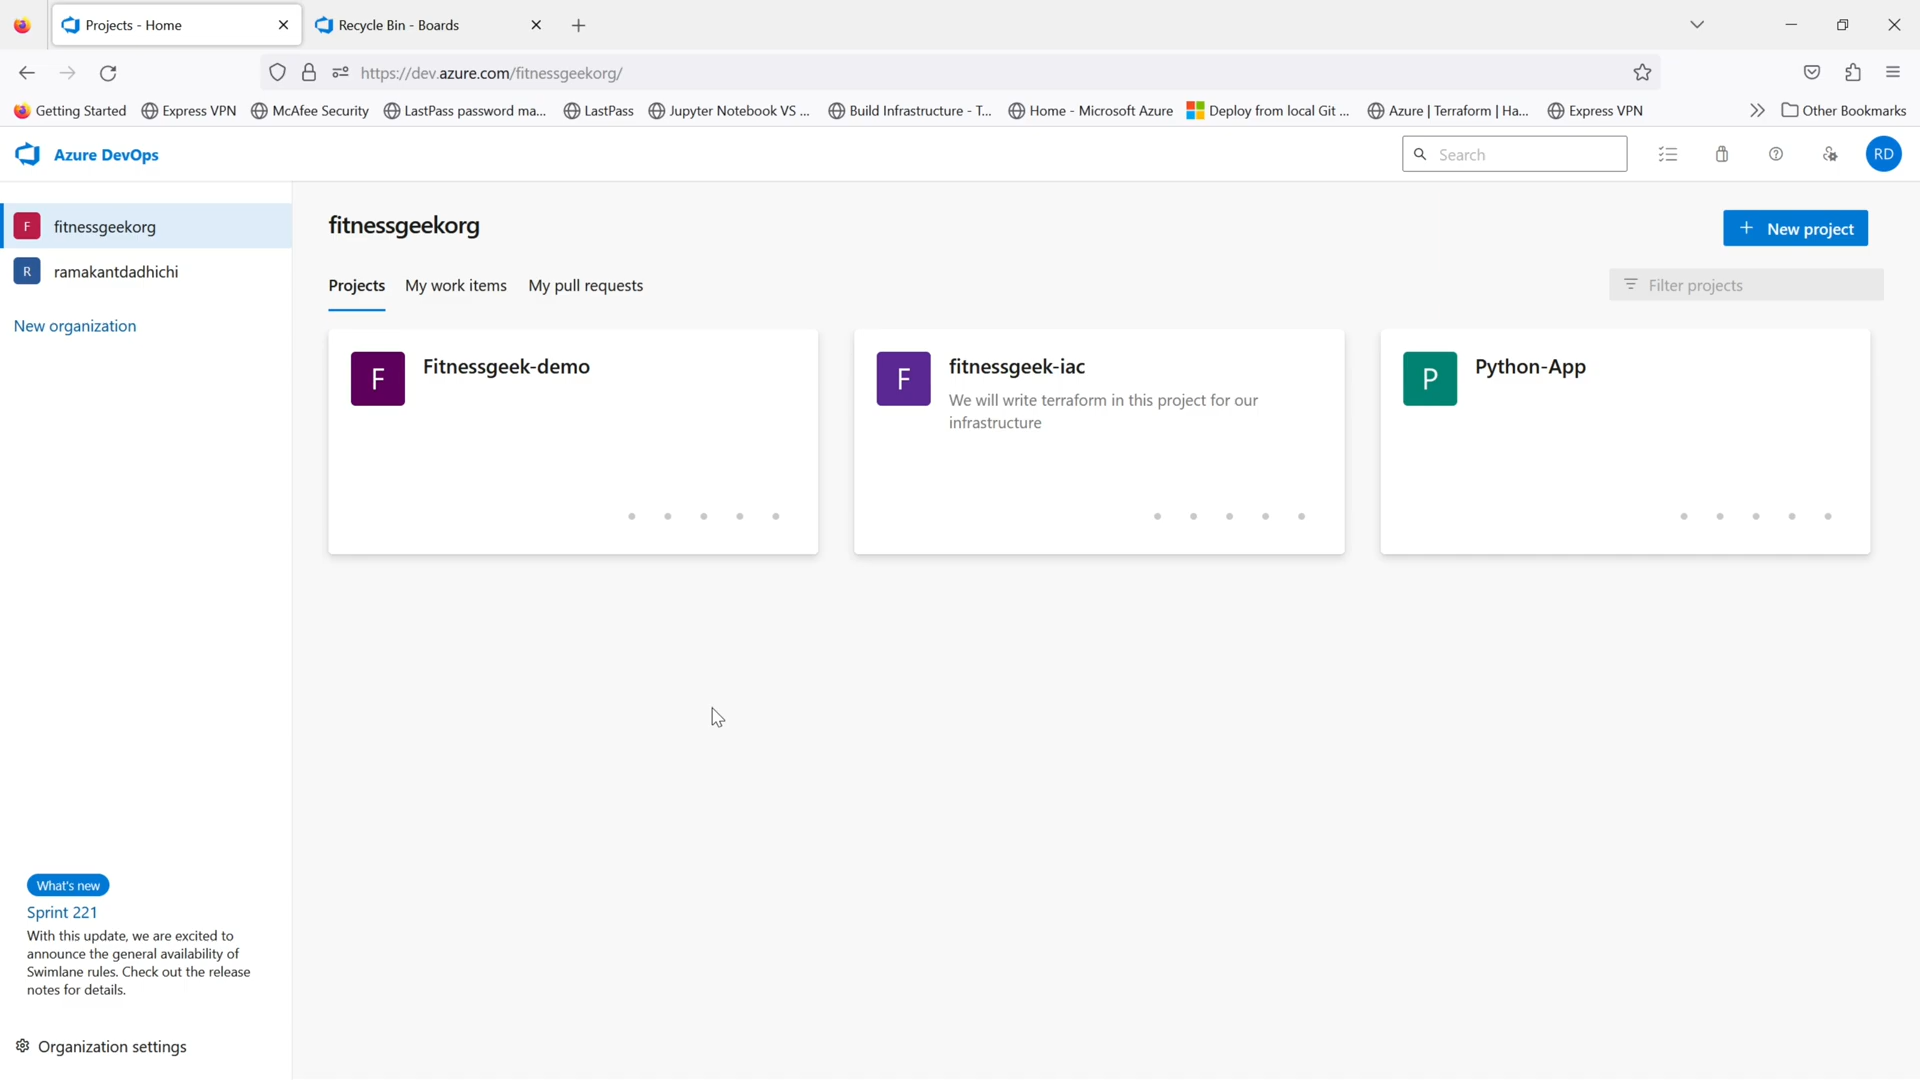 Projects - Home
Recycle Bin - Boards
https://dev.azure.com/fitnessgeekorg/
Getting Started
Express VPN
McAfee Security
LastPass password ma...
LastPass
Jupyter Notebook VS ...
Build Infrastructure - T...
Home - Microsoft Azure
Deploy from local Git ...
Azure | Terraform | Ha...
Express VPN
Other Bookmarks
Azure DevOps
Search
RD
F fitnessgeekorg
R ramakantdadhichi
New organization
fitnessgeekorg
+ New project
Projects
My work items
My pull requests
Filter projects
F Fitnessgeek-demo
F fitnessgeek-iac
We will write terraform in this project for our
infrastructure
P Python-App
What's new
Sprint 221
With this update, we are excited to
announce the general availability of
Swimlane rules. Check out the release
notes for details.
Organization settings